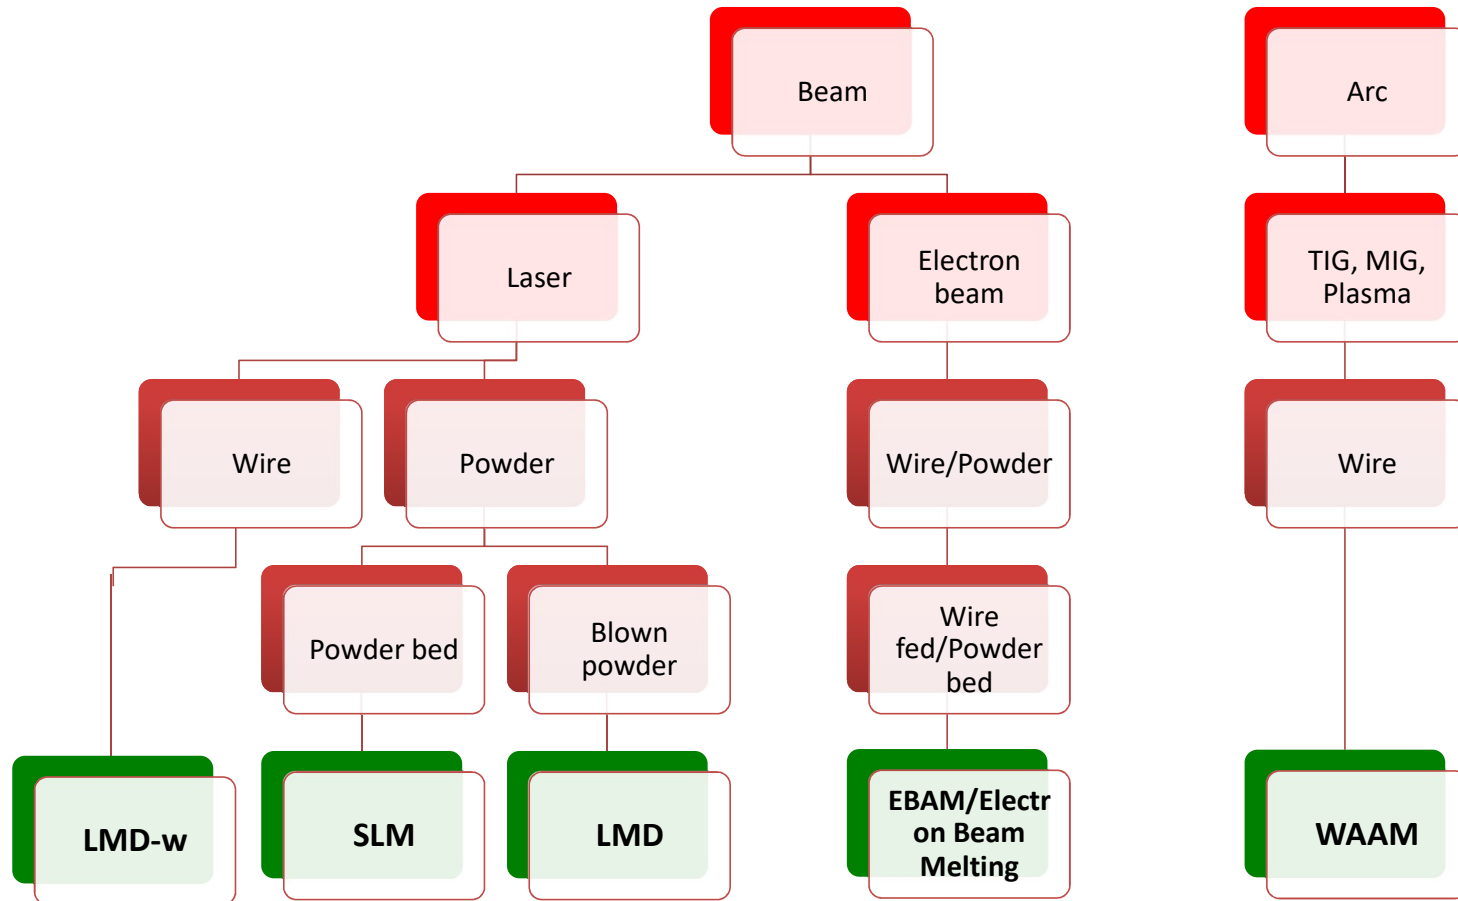 Beam
Arc
Laser
Electron
beam
TIG, MIG,
Plasma
Wire
Powder
Wire/Powder
Wire
Powder bed
Blown
powder
Wire
fed/Powder
bed
LMD-w
SLM
LMD
EBAM/Electr
on Beam
Melting
WAAM